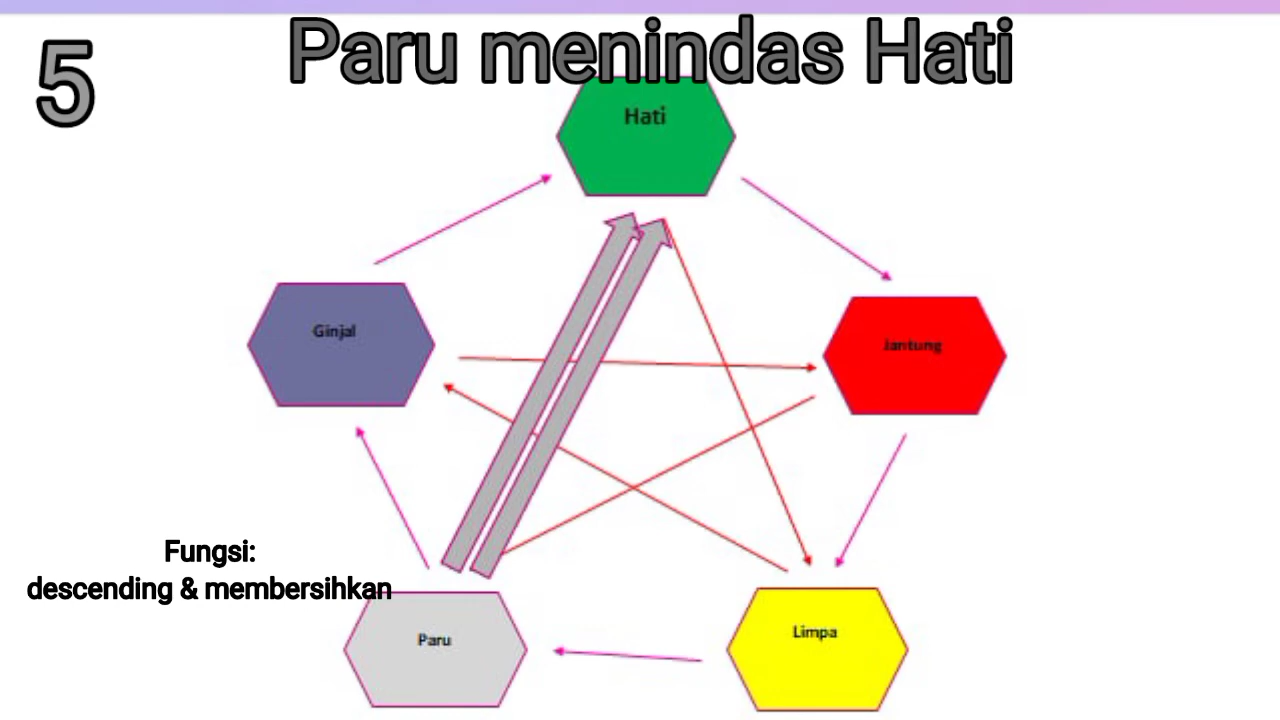 5
Paru menindas Hati
Hati
Ginjal
Jantung
Fungsi:
descending & membersihkan
Paru
Limpa